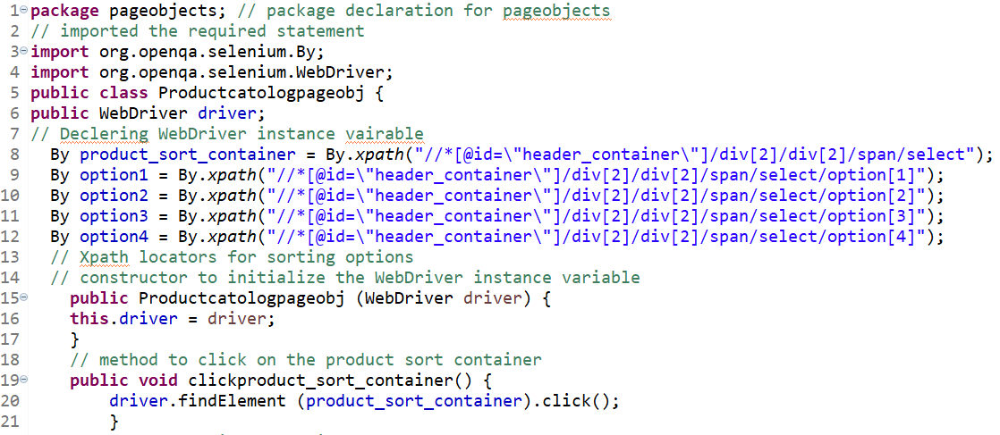 1 package pageobjects; // package declaration for pageobjects
2 // imported the required statement
3 import org.openqa.selenium.By;
4 import org.openqa.selenium.WebDriver;
5 public class Productcatologpageobj {
6 public WebDriver driver;
7 // Declering WebDriver instance vairable
8 By product_sort_container = By.xpath("//*[@id=\"header_container\"]/div[2]/div[2]/span/select");
9 By option1 = By.xpath("//*[@id=\"header_container\"]/div[2]/div[2]/span/select/option[1]");
10 By option2 = By.xpath("//*[@id=\"header_container\"]/div[2]/div[2]/span/select/option[2]");
11 By option3 = By.xpath("//*[@id=\"header_container\"]/div[2]/div[2]/span/select/option[3]");
12 By option4 = By.xpath("//*[@id=\"header_container\"]/div[2]/div[2]/span/select/option[4]");
13 // Xpath locators for sorting options
14 // constructor to initialize the WebDriver instance variable
15 public Productcatologpageobj (WebDriver driver) {
16 this.driver = driver;
17 }
18 // method to click on the product sort container
19 public void clickproduct_sort_container() {
20 driver.findElement (product_sort_container).click();
21 }